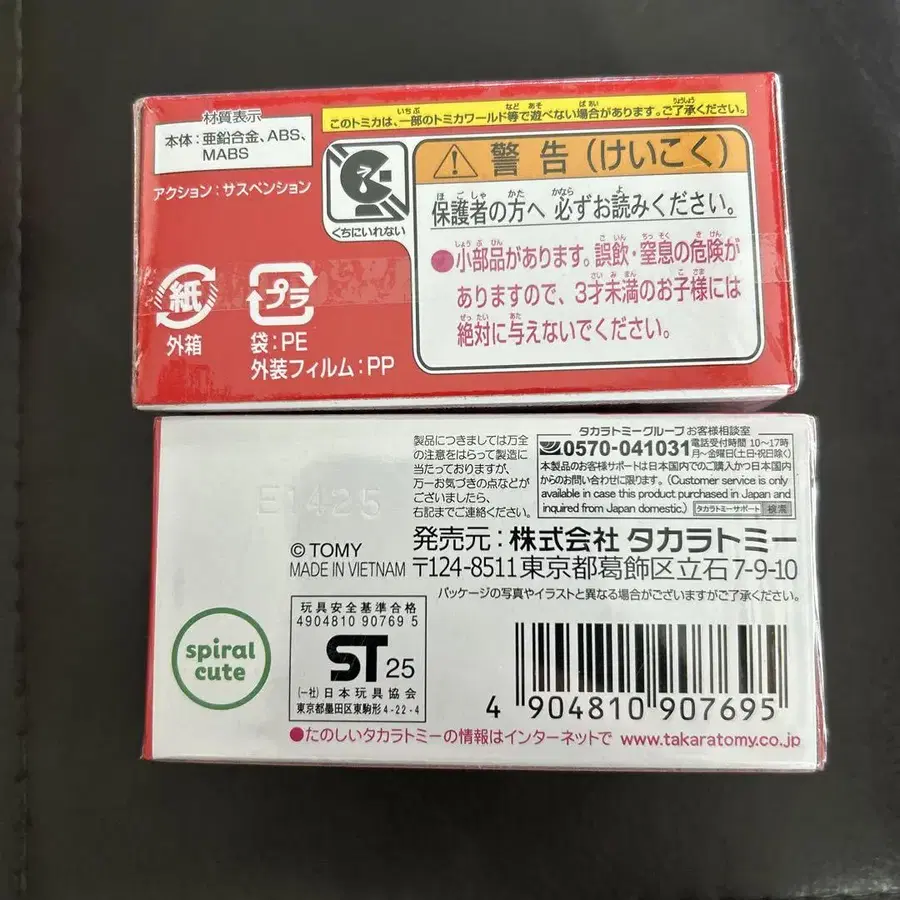 材質表示
本体：亜鉛合金、ABS、
MABS
アクション：サスペンション
このトミカは、一部のトミカワールド等で遊べない場合があります。ご了承ください。
くちにいれない
警告（けいこく）
保護者の方へ 必ずお読みください。
●小部品があります。誤飲・窒息の危険が
ありますので、3才未満のお子様には
絶対に与えないでください。
紙
外箱
プラ
袋：PE
外装フィルム：PP
E1425
製品につきましては万全
の注意をはらって製造に
当たっておりますが、
万一お気づきの点などが
ございましたら、
右記までご連絡ください。
タカラトミーグループ お客様相談室
0570-041031 電話受付時間 10〜17時
月〜金曜日(土・日・祝日除く)
本製品のお客様サポートは日本国内でのご購入かつ日本国内
からのお問い合わせに限ります。(Customer service is only
available in case this product purchased in Japan and
inquired from Japan domestic.) タカラトミーサポート 検索
© TOMY
MADE IN VIETNAM
発売元：株式会社 タカラトミー
〒124-8511 東京都葛飾区立石7-9-10
パッケージの写真やイラストと異なる場合がございますがご了承ください。
spiral
cute
玩具安全基準合格
4904810 90769 5
ST 25
(一社)日本玩具協会
東京都墨田区東駒形4-22-4
4 904810 907695
●たのしいタカラトミーの情報はインターネットで www.takaratomy.co.jp